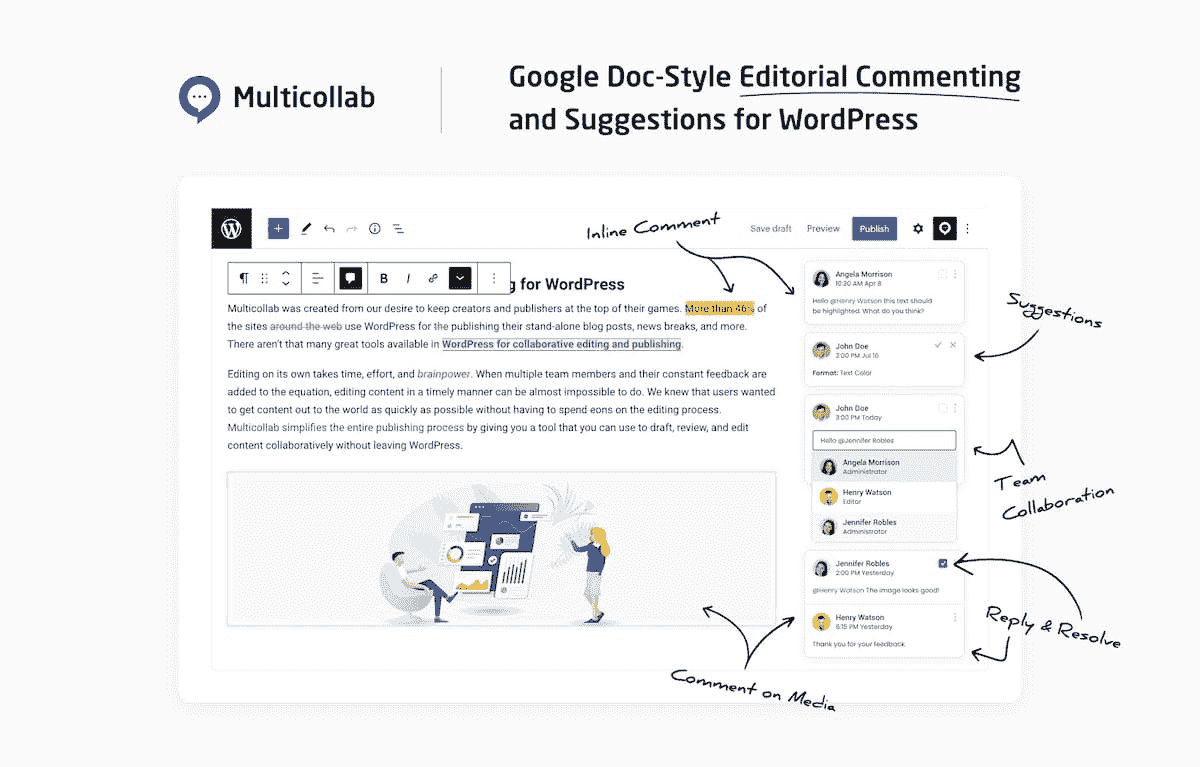 Multicollab
Google Doc-Style Editorial Commenting
and Suggestions for WordPress
Inline Comment
Save draft
Preview
Publish
B
I
g for WordPress
Multicollab was created from our desire to keep creators and publishers at the top of their games. More than 46% of
the sites around the web use WordPress for the publishing their stand-alone blog posts, news breaks, and more.
There aren't that many great tools available in WordPress for collaborative editing and publishing.
Editing on its own takes time, effort, and brainpower. When multiple team members and their constant feedback are
added to the equation, editing content in a timely manner can be almost impossible to do. We knew that users wanted
to get content out to the world as quickly as possible without having to spend eons on the editing process.
Multicollab simplifies the entire publishing process by giving you a tool that you can use to draft, review, and edit
content collaboratively without leaving WordPress.
Angela Morrison
10:30 AM Apr 8
Hello @Henry Watson this text should
be highlighted. What do you think?
Suggestions
John Doe
2:00 PM Jul 16
Format: Text Color
John Doe
3:00 PM Today
Hello @Jennifer Robles
Angela Morrison
Administrator
Henry Watson
Editor
Jennifer Robles
Administrator
Team
Collaboration
Jennifer Robles
2:00 PM Yesterday
@Henry Watson The image looks good!
Henry Watson
6:15 PM Yesterday
Thank you for your feedback.
Reply & Resolve
Comment on Media